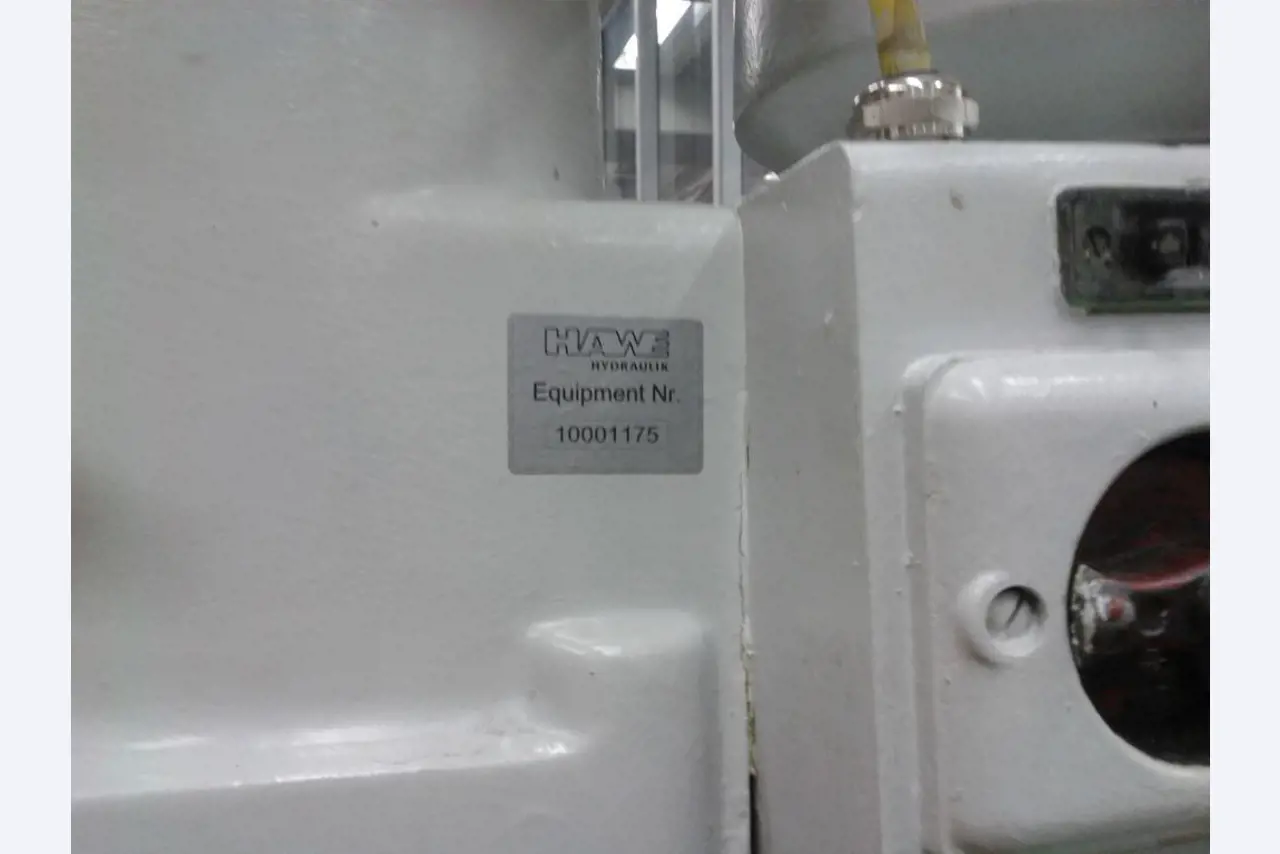 HAWE
HYDRAULIK
Equipment Nr.
10001175